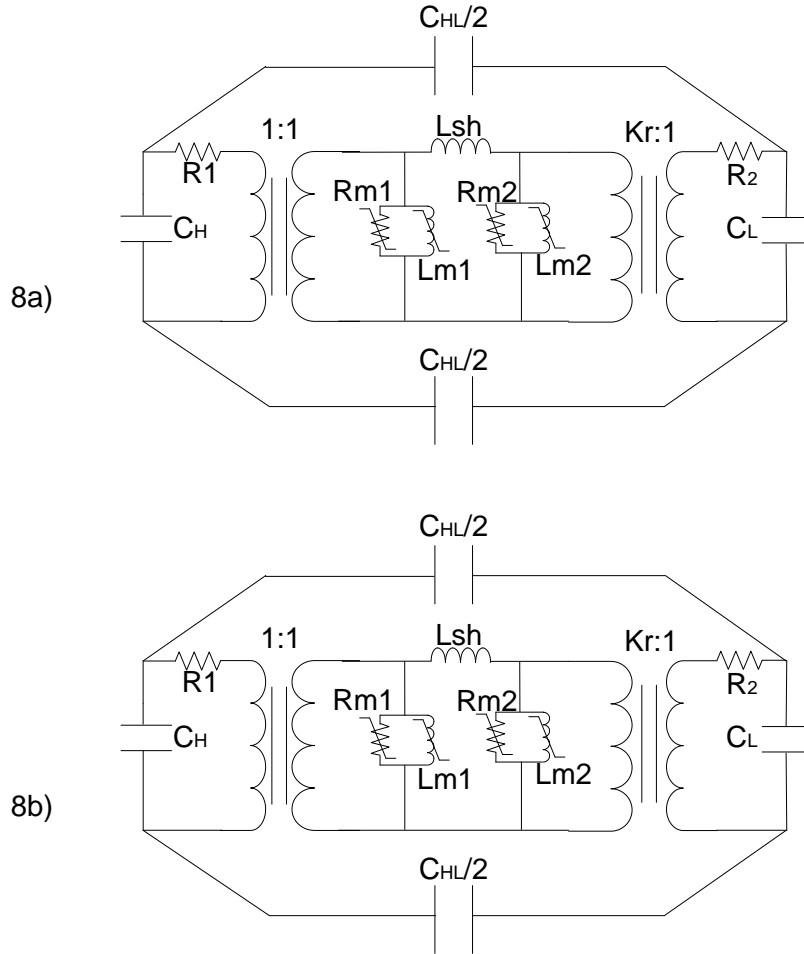 CHL/2
1:1
Lsh
Kr:1
R1
R2
Rm1
Rm2
CH
CL
Lm1
Lm2
8a)
CHL/2
CHL/2
1:1
Lsh
Kr:1
R1
R2
Rm1
Rm2
CH
CL
Lm1
Lm2
8b)
CHL/2